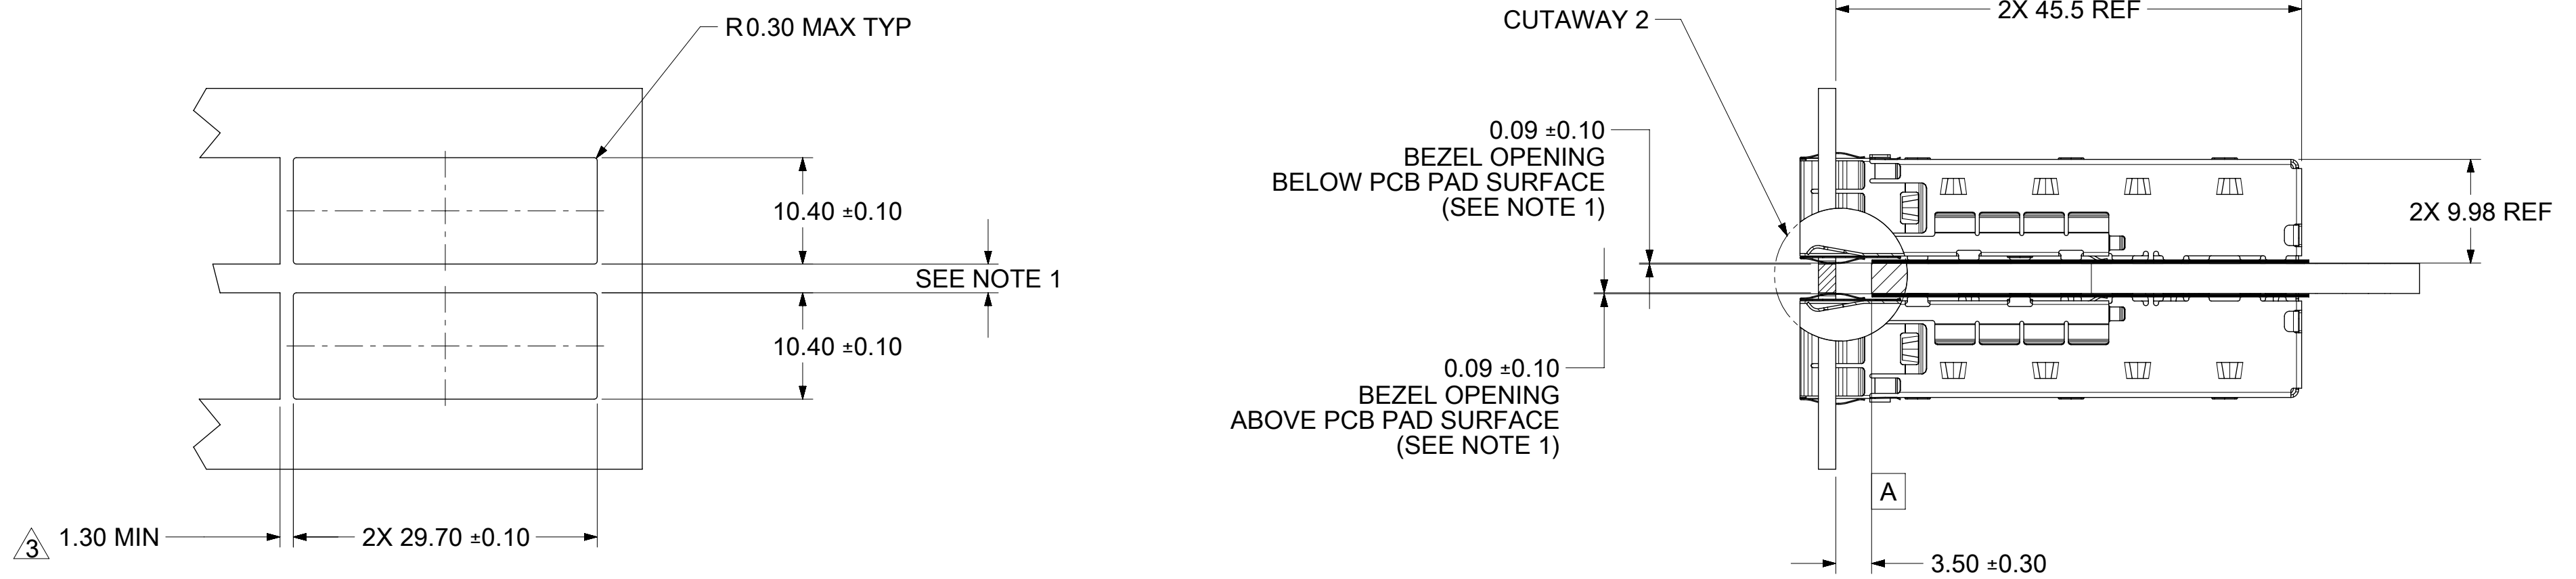 R0.30 MAX TYP
10.40 ±0.10
SEE NOTE 1
10.40 ±0.10
3
1.30 MIN
2X 29.70 ±0.10
CUTAWAY 2
2X 45.5 REF
0.09 ±0.10
BEZEL OPENING
BELOW PCB PAD SURFACE
(SEE NOTE 1)
2X 9.98 REF
0.09 ±0.10
BEZEL OPENING
ABOVE PCB PAD SURFACE
(SEE NOTE 1)
A
3.50 ±0.30